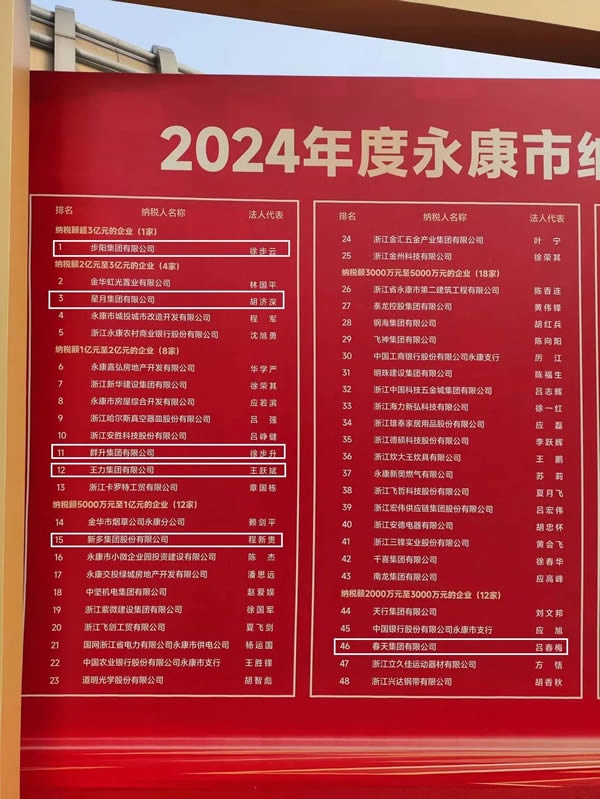 2024年度永康市纳
排名 纳税人名称 法人代表
纳税额超3亿元的企业（1家）
1 步阳集团有限公司 徐步云
纳税额2亿元至3亿元的企业（4家）
2 金华虹光置业有限公司 林国平
3 星月集团有限公司 胡济深
4 永康市城投城市改造开发有限公司 程军
5 浙江永康农村商业银行股份有限公司 沈旭勇
纳税额1亿元至2亿元的企业（8家）
6 永康嘉弘房地产开发有限公司 华学严
7 浙江新华建设集团有限公司 徐荣其
8 永康市房屋综合开发有限公司 应若滨
9 浙江哈尔斯真空器皿股份有限公司 吕强
10 浙江安胜科技股份有限公司 吕峥健
11 群升集团有限公司 徐步升
12 王力集团有限公司 王跃斌
13 浙江卡罗特工贸有限公司 章国栋
纳税额5000万元至1亿元的企业（12家）
14 金华市烟草公司永康分公司 赖剑平
15 新多集团股份有限公司 程新贵
16 永康市小微企业园投资建设有限公司 陈杰
17 永康交投绿城房地产开发有限公司 潘思远
18 中坚机电集团有限公司 赵爱娱
19 浙江紫微建设集团有限公司 徐国军
20 浙江飞剑工贸有限公司 夏飞剑
21 国网浙江省电力有限公司永康市供电公司 杨运国
22 中国农业银行股份有限公司永康市支行 王胜锋
23 道明光学股份有限公司 胡智彪
排名 纳税人名称 法人代表
24 浙江金汇五金产业集团有限公司 叶宁
25 浙江金州科技有限公司 徐荣其
纳税额3000万元至5000万元的企业（18家）
26 浙江省永康市第二建筑工程有限公司 陈香连
27 泰龙控股集团有限公司 黄伟锋
28 钢海集团有限公司 胡红兵
29 飞神集团有限公司 陈向阳
30 中国工商银行股份有限公司永康支行 厉江
31 明珠建设集团有限公司 陈福生
32 浙江中国科技五金城集团有限公司 吕志辉
33 浙江海力新弘科技有限公司 徐一红
34 浙江雄泰家居用品股份有限公司 应磊
35 浙江德硕科技股份有限公司 李跃辉
36 浙江炊大王炊具有限公司 王鹏
37 永康新奥燃气有限公司 苏莉
38 浙江飞哲科技股份有限公司 夏月飞
39 浙江宏伟供应链集团股份有限公司 吕宏伟
40 浙江安德电器有限公司 胡忠怀
41 浙江三锋实业股份有限公司 黄会飞
42 千喜集团有限公司 徐春华
43 南龙集团有限公司 应高峰
纳税额2000万元至3000万元的企业（12家）
44 天行集团有限公司 刘文邦
45 中国银行股份有限公司永康市支行 应旭
46 春天集团有限公司 吕春梅
47 浙江立久佳运动器材有限公司 方恬
48 浙江兴达钢带有限公司 胡香秋